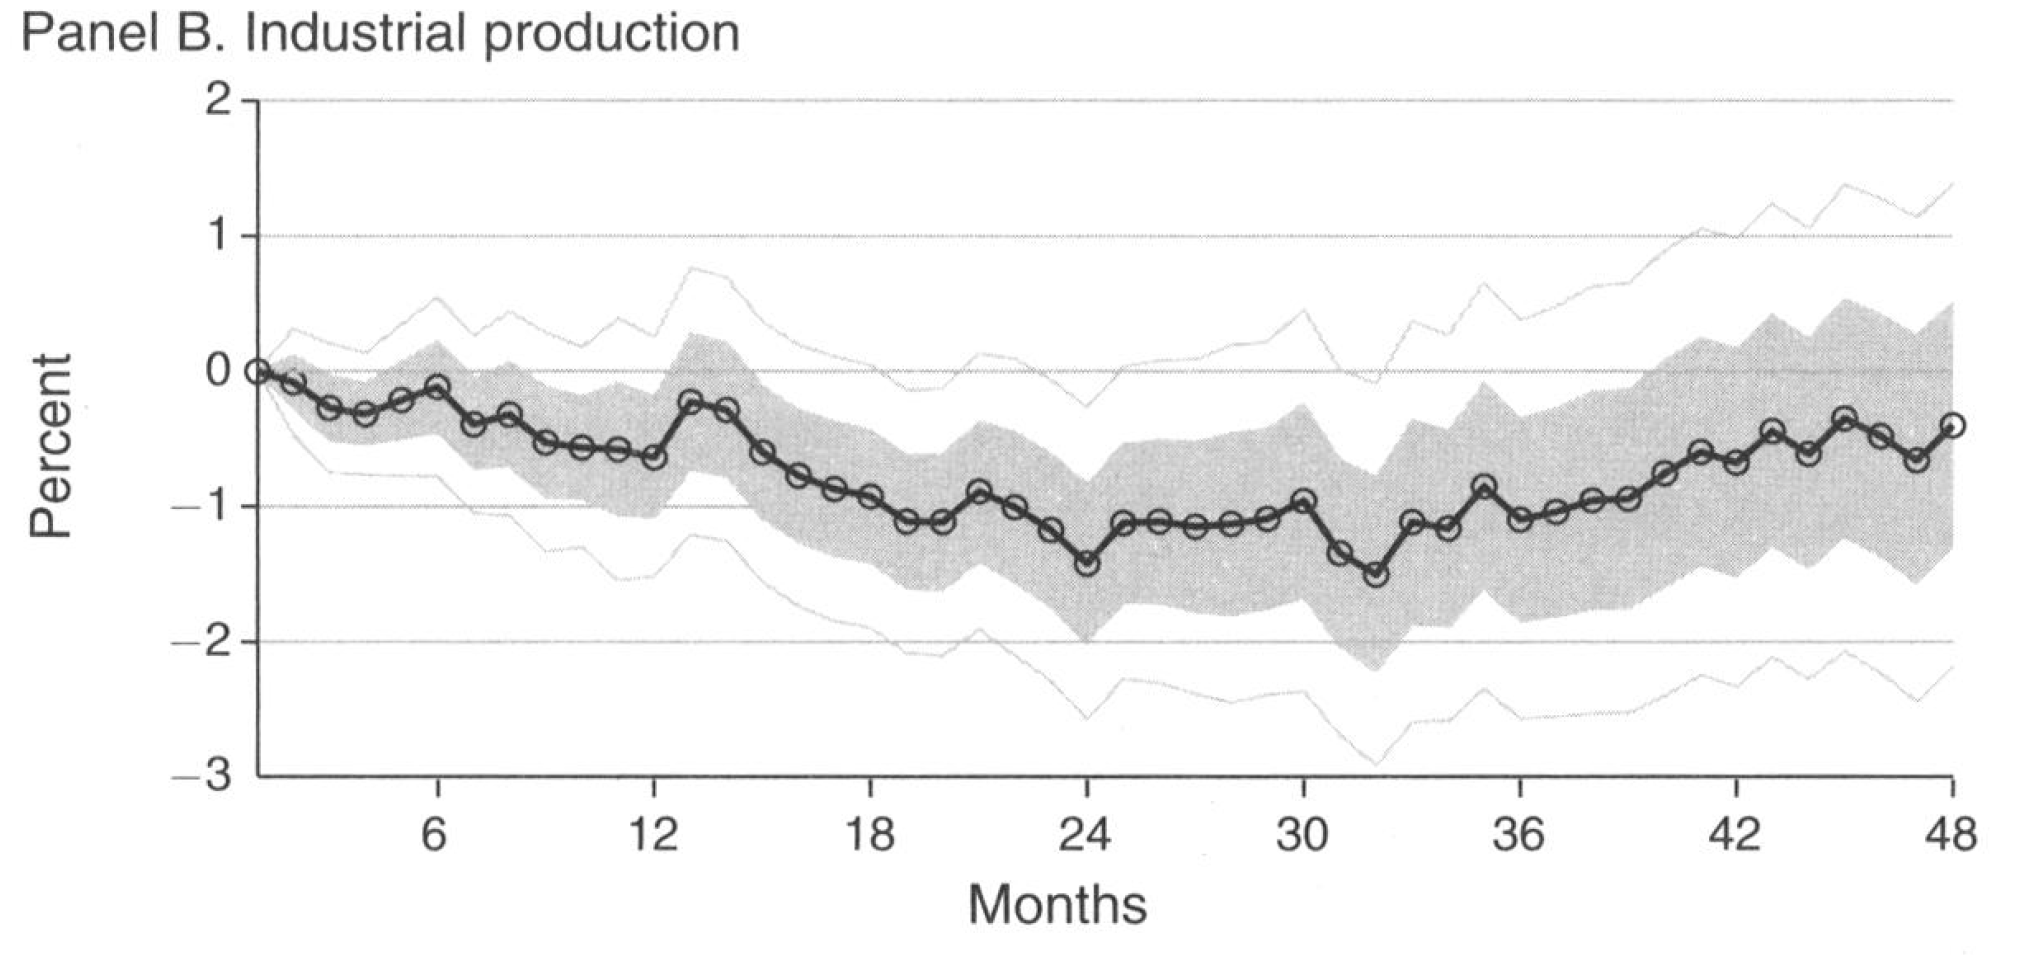 Panel B. Industrial production
2
1
0
−1
−2
−3
Percent
6 12 18 24 30 36 42 48
Months